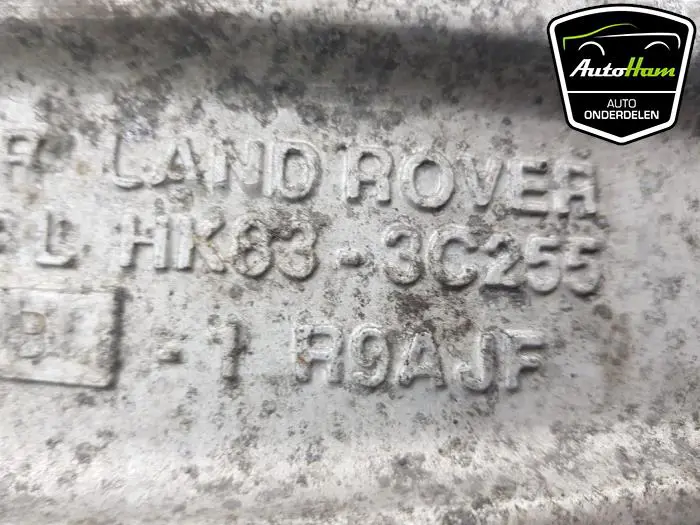 AutoHam
AUTO
ONDERDELEN
R LAND ROVER
L HK83-3C255
-1 R9AJF